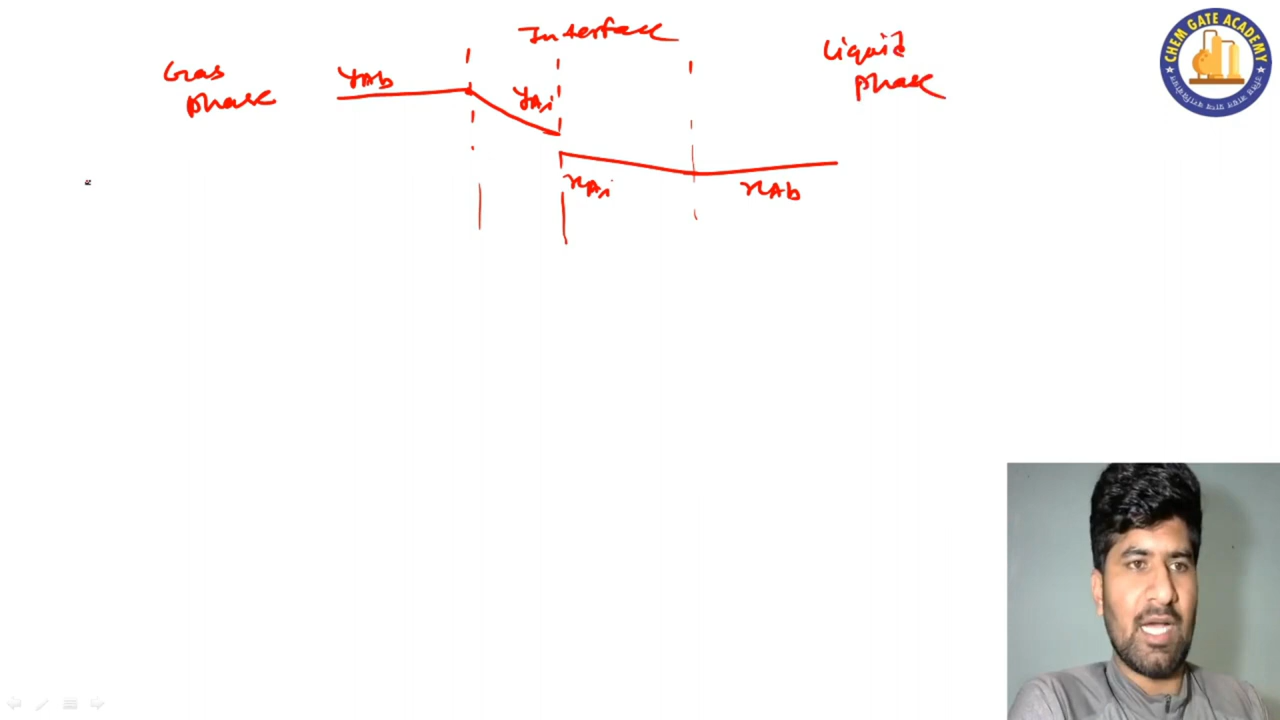 Interface
Gas
phase
yAb
yAi
Liquid
phase
xAi
xAb
CHEM GATE ACADEMY